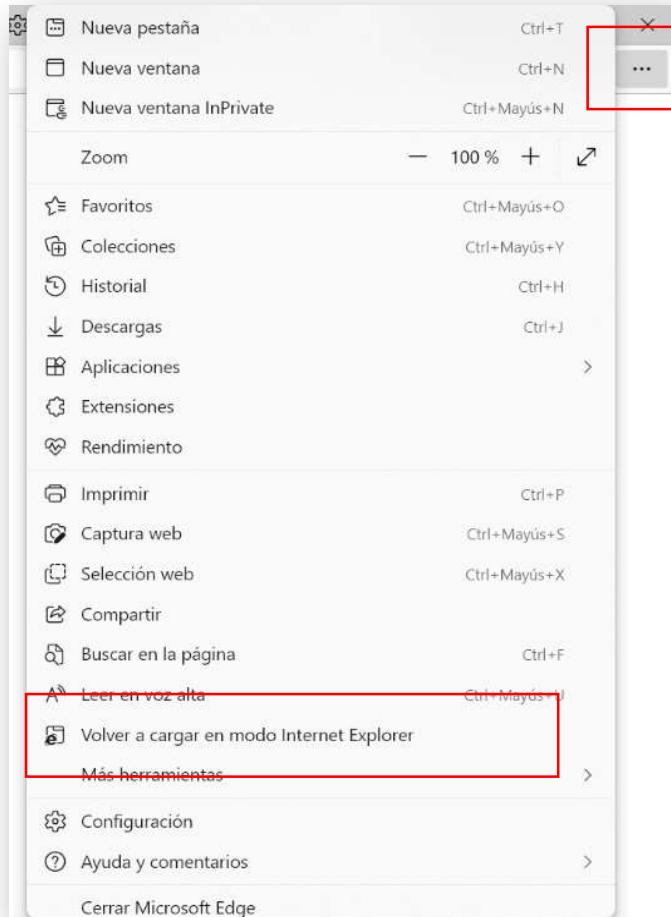 Nueva pestaña Ctrl+T
Nueva ventana Ctrl+N
Nueva ventana InPrivate Ctrl+Mayús+N
Zoom — 100 % +
Favoritos Ctrl+Mayús+O
Colecciones Ctrl+Mayús+Y
Historial Ctrl+H
Descargas Ctrl+J
Aplicaciones
Extensiones
Rendimiento
Imprimir Ctrl+P
Captura web Ctrl+Mayús+S
Selección web Ctrl+Mayús+X
Compartir
Buscar en la página Ctrl+F
Leer en voz alta Ctrl+Mayús+U
Volver a cargar en modo Internet Explorer
Más herramientas
Configuración
Ayuda y comentarios
Cerrar Microsoft Edge